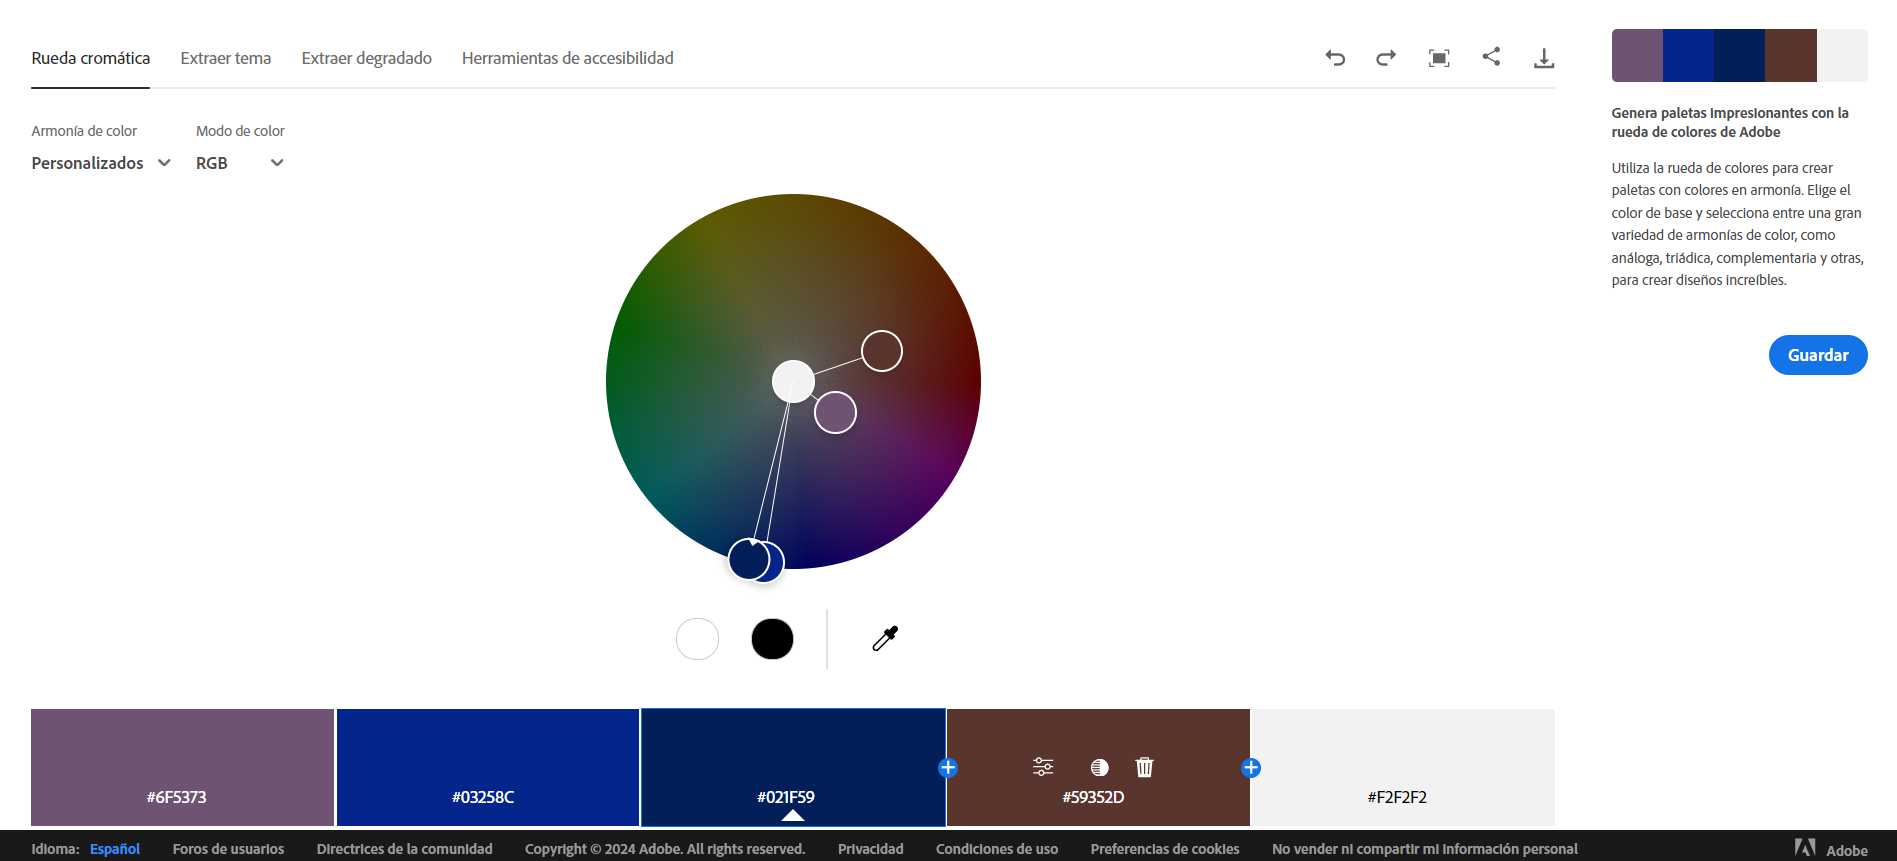 Rueda cromática Extraer tema Extraer degradado Herramientas de accesibilidad
Armonía de color Modo de color
Personalizados RGB
Genera paletas impresionantes con la
rueda de colores de Adobe
Utiliza la rueda de colores para crear
paletas con colores en armonía. Elige el
color de base y selecciona entre una gran
variedad de armonías de color, como
análoga, triádica, complementaria y otras,
para crear diseños increíbles.
Guardar
#6F5373 #03258C #021F59 #59352D #F2F2F2
Idioma: Español Foros de usuarios Directrices de la comunidad Copyright © 2024 Adobe. All rights reserved. Privacidad Condiciones de uso Preferencias de cookies No vender ni compartir mi información personal Adobe